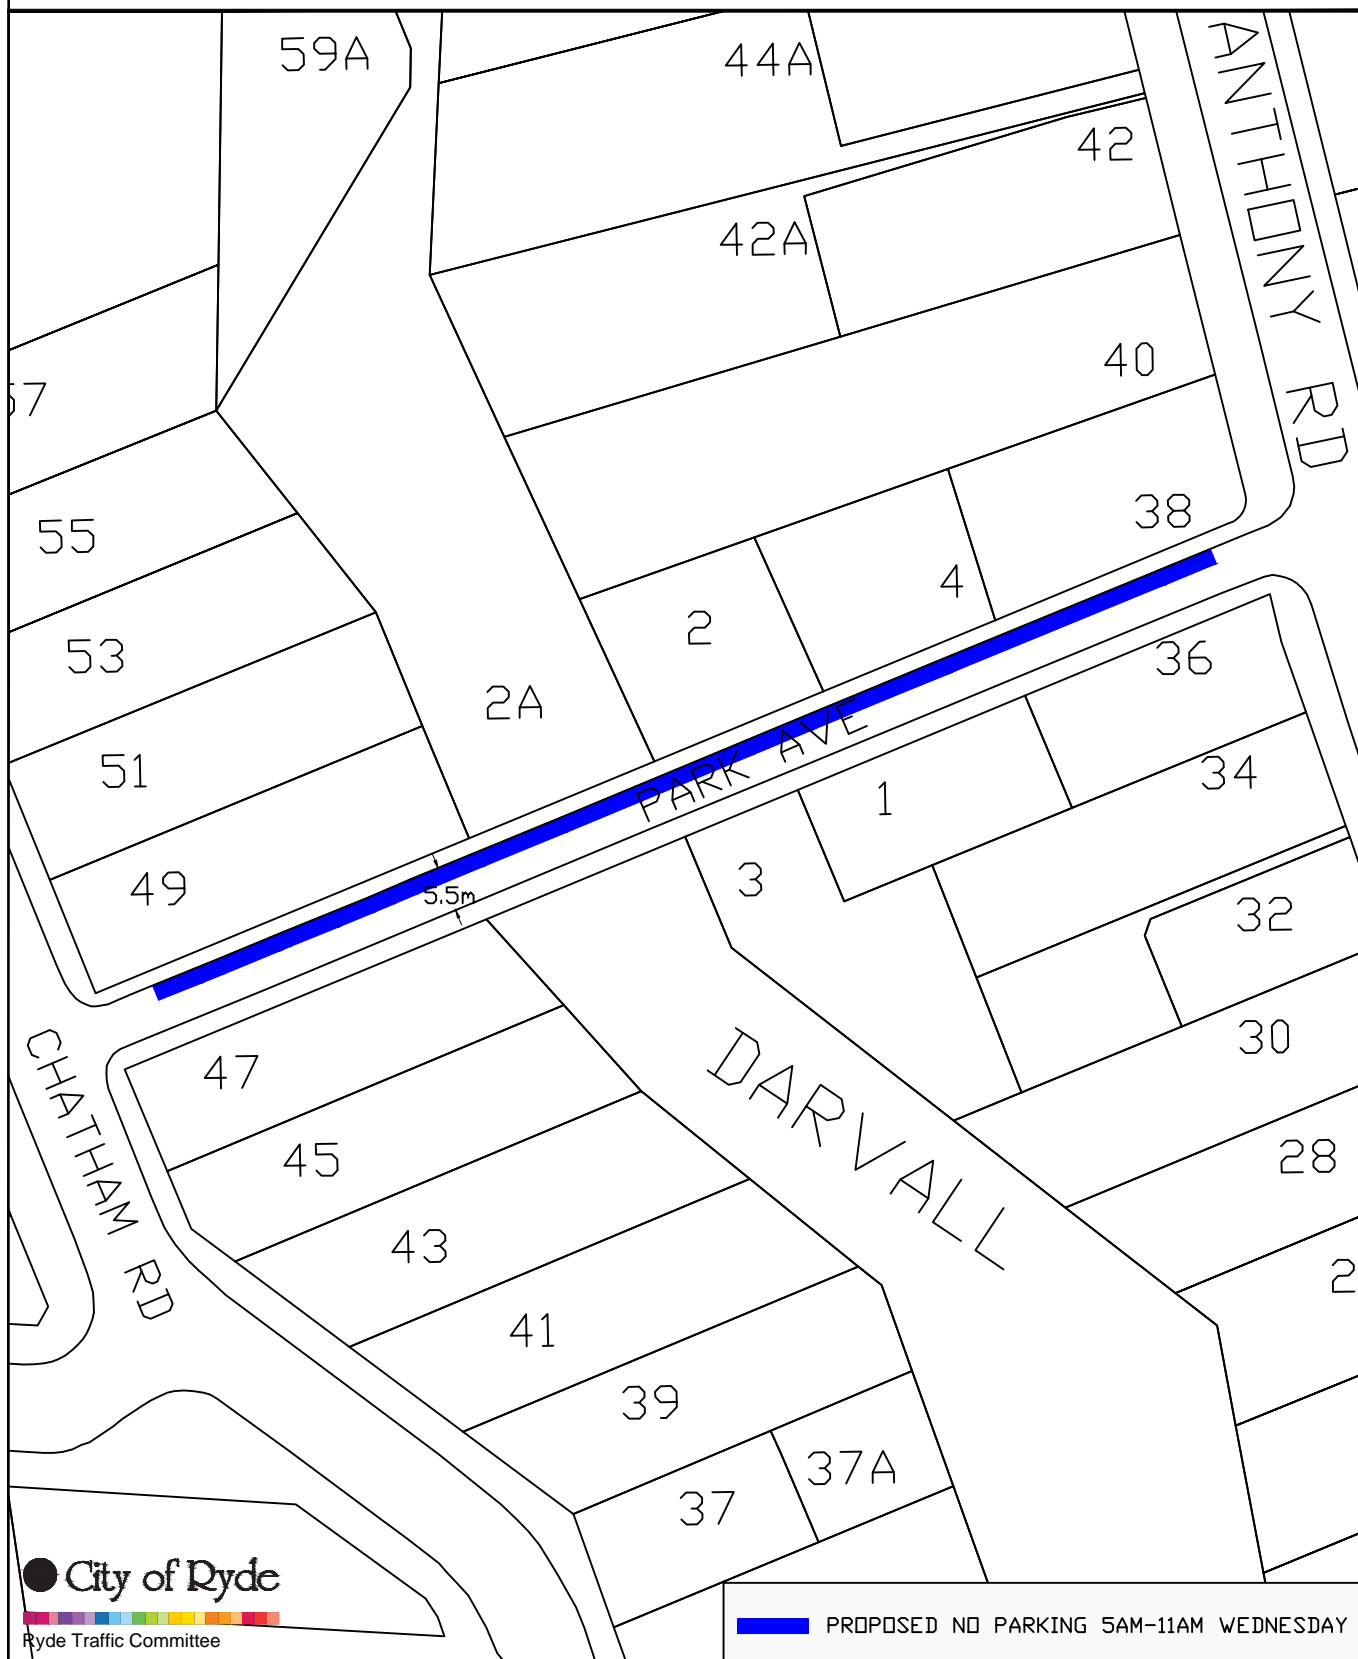 59A
44A
ANTHONY RD
42
42A
40
57
38
55
4
2
53
36
2A
51
34
PARK AVE
1
3
49
5.5m
32
30
CHATHAM RD
47
DARVALL
45
28
43
2
41
39
37A
37
City of Ryde
Ryde Traffic Committee
PROPOSED NO PARKING 5AM-11AM WEDNESDAY